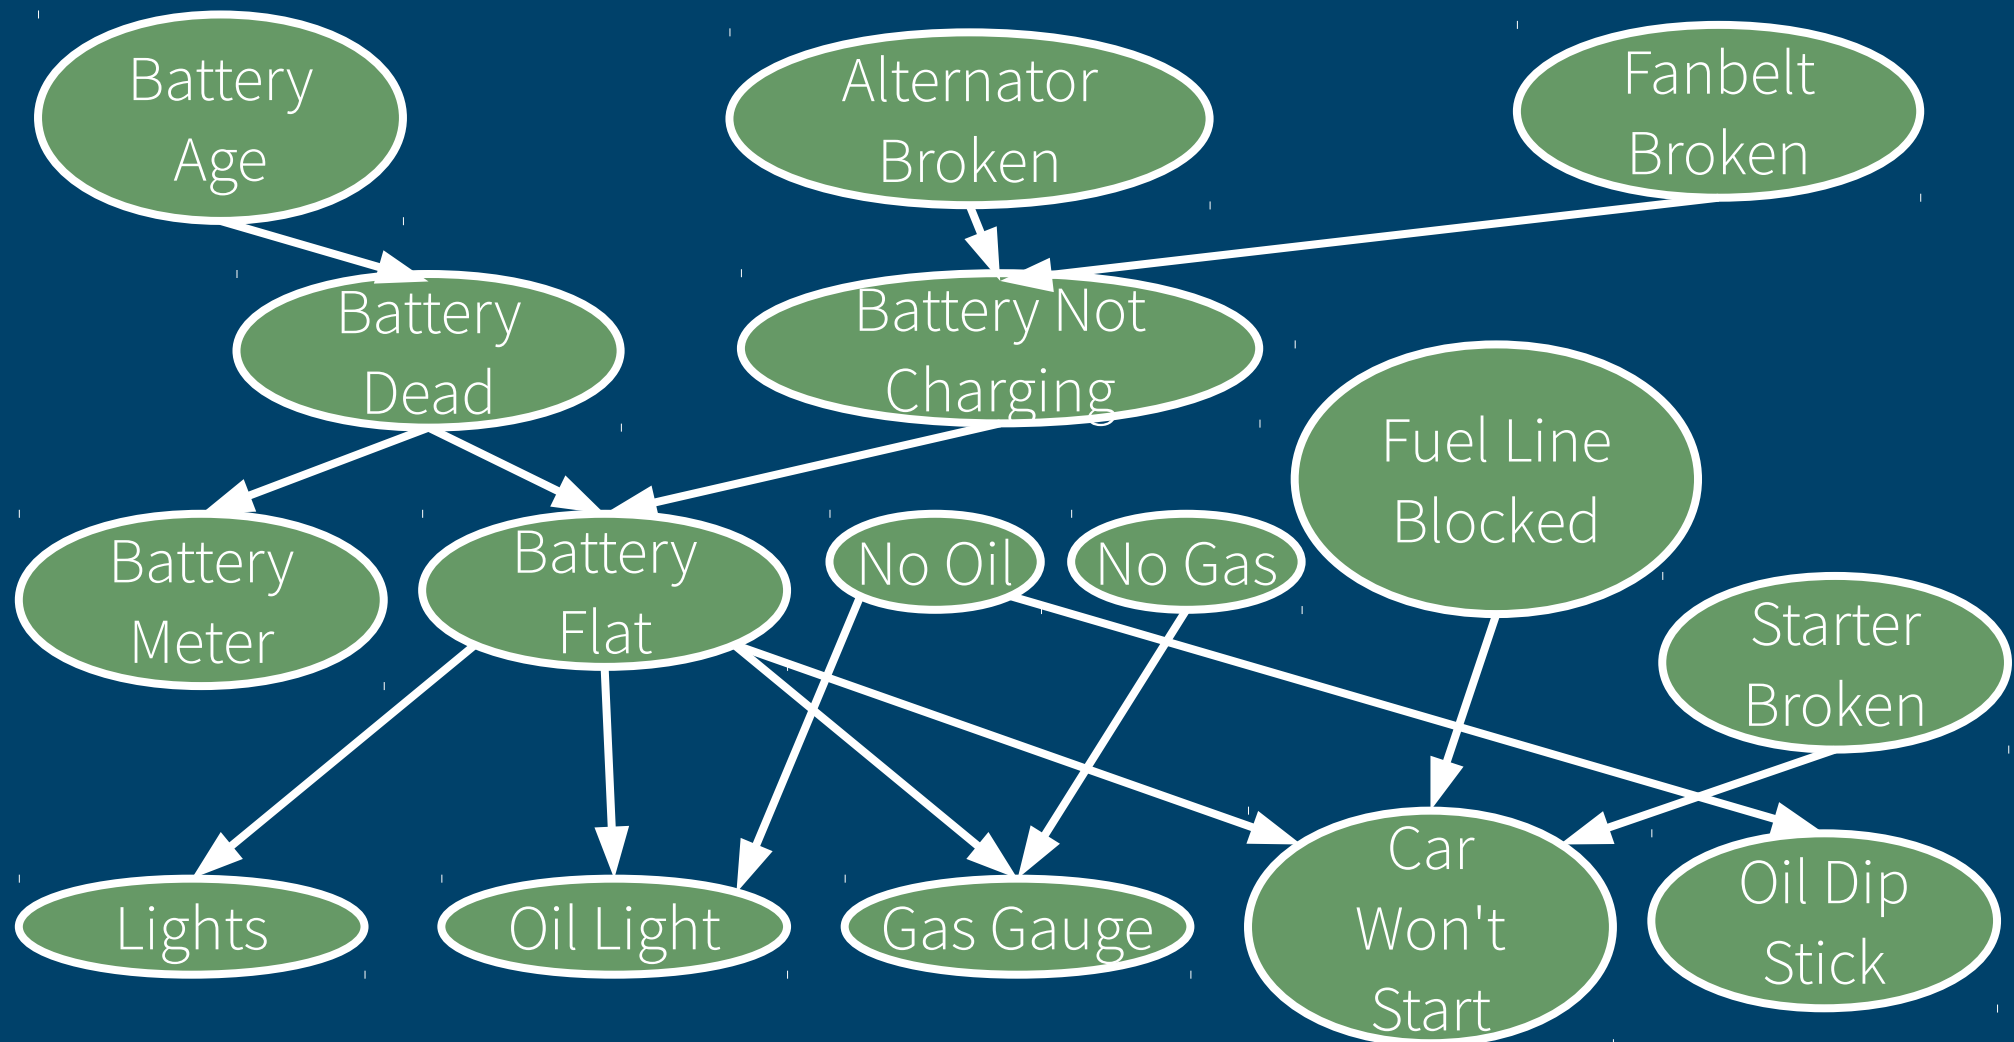 Battery
Age
Alternator
Broken
Fanbelt
Broken
Battery
Dead
Battery Not
Charging
Fuel Line
Blocked
Battery
Meter
Battery
Flat
No Oil
No Gas
Starter
Broken
Lights
Oil Light
Gas Gauge
Car
Won't
Start
Oil Dip
Stick